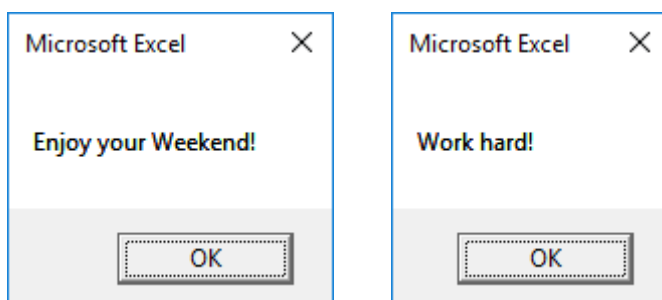 Microsoft Excel
Enjoy your Weekend!
OK
Microsoft Excel
Work hard!
OK